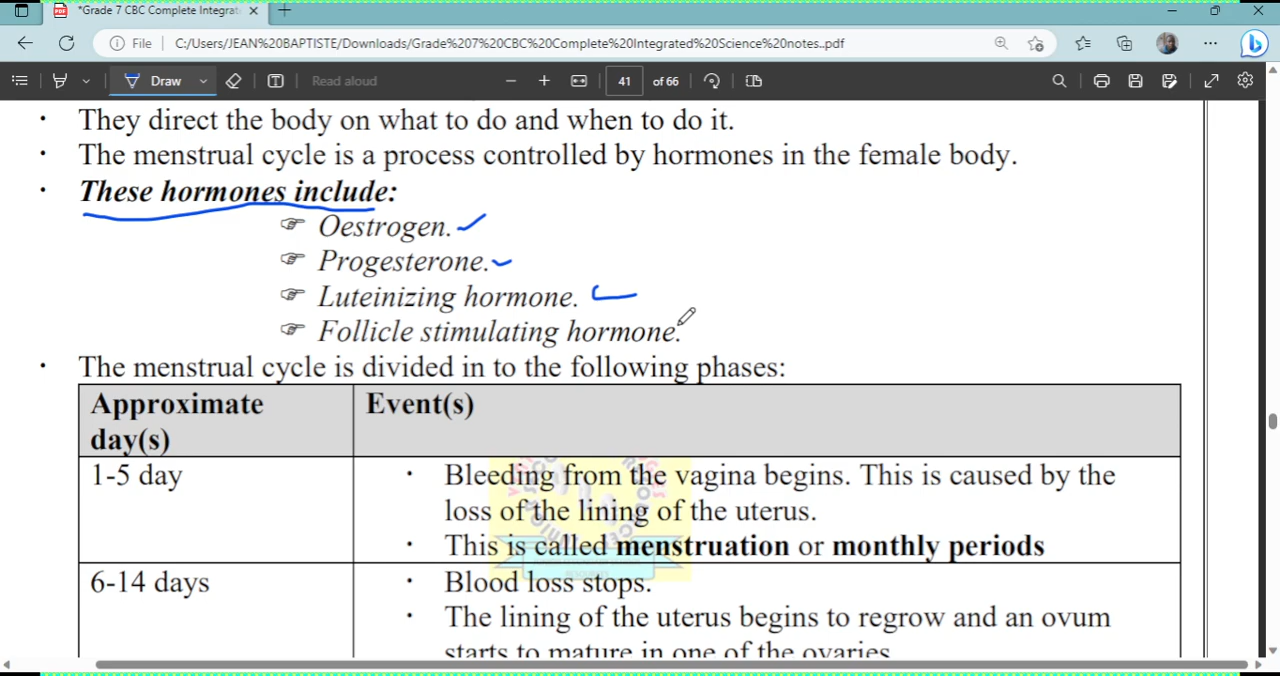 *Grade 7 CBC Complete Integrat
File
C:/Users/JEAN%20BAPTISTE/Downloads/Grade%207%20CBC%20Complete%20Integrated%20Science%20notes..pdf
Draw
Read aloud
41
of 66
· They direct the body on what to do and when to do it.
· The menstrual cycle is a process controlled by hormones in the female body.
· These hormones include:
☞ Oestrogen.
☞ Progesterone.
☞ Luteinizing hormone.
☞ Follicle stimulating hormone.
· The menstrual cycle is divided in to the following phases:
Approximate
day(s)
Event(s)
1-5 day
· Bleeding from the vagina begins. This is caused by the
loss of the lining of the uterus.
· This is called menstruation or monthly periods
6-14 days
· Blood loss stops.
· The lining of the uterus begins to regrow and an ovum
starts to mature in one of the ovaries